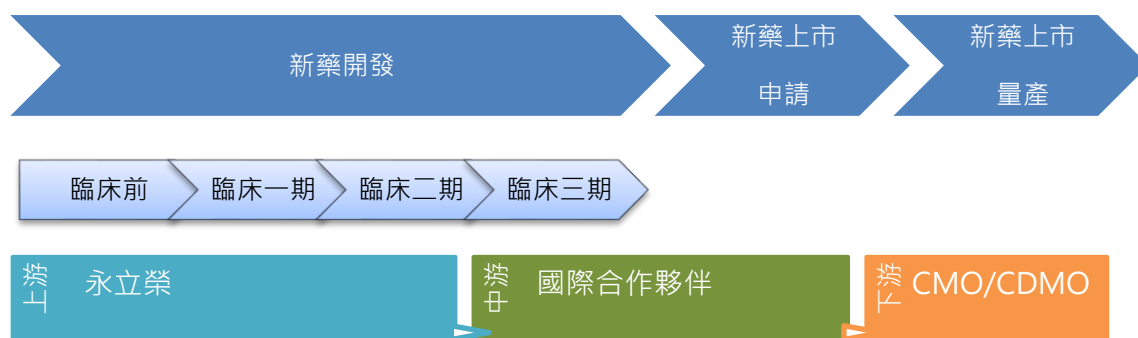 新藥開發
新藥上市
申請
新藥上市
量產
臨床前
臨床一期
臨床二期
臨床三期
上游
永立榮
中游
國際合作夥伴
下游
CMO/CDMO